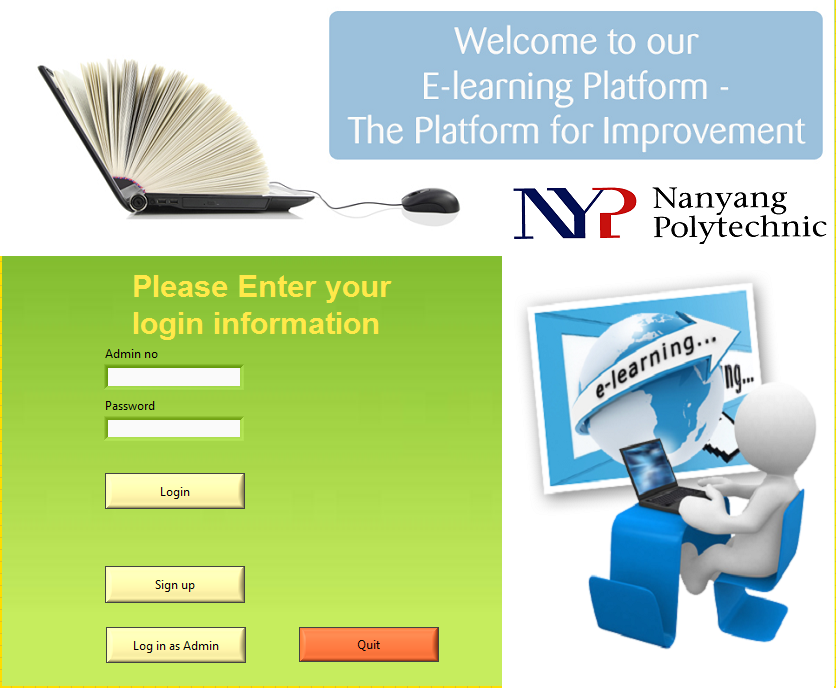 Welcome to our
E-learning Platform -
The Platform for Improvement
NYP Nanyang
Polytechnic
Please Enter your
login information
Admin no
Password
Login
Sign up
Log in as Admin
Quit
e-learning...
ng...